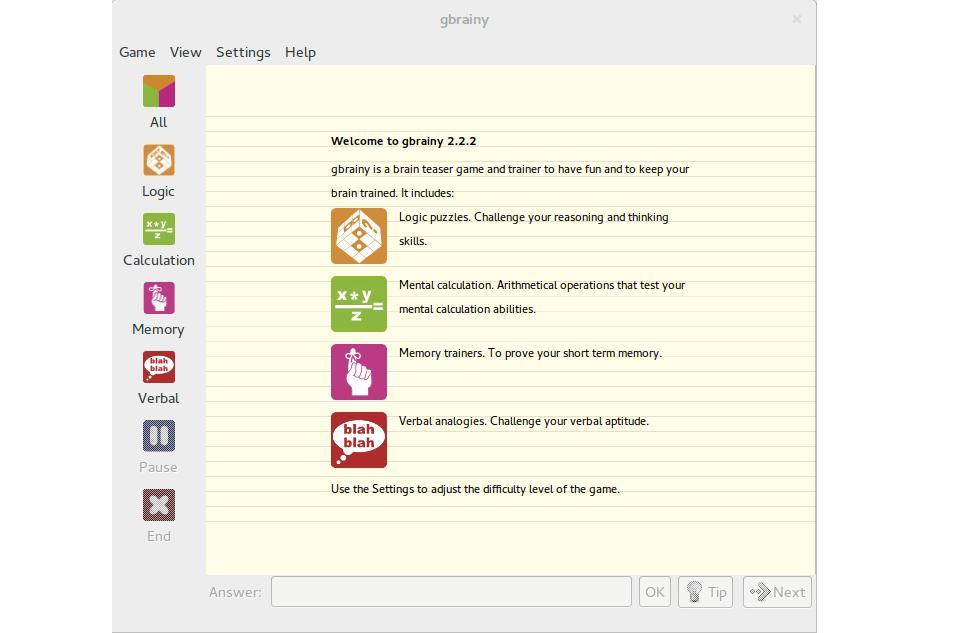 gbrainy
Game View Settings Help
All
Logic
x*y
z
Calculation
Memory
blah
blah
Verbal
Pause
End
Welcome to gbrainy 2.2.2
gbrainy is a brain teaser game and trainer to have fun and to keep your
brain trained. It includes:
Logic puzzles. Challenge your reasoning and thinking
skills.
x*y
z =
Mental calculation. Arithmetical operations that test your
mental calculation abilities.
Memory trainers. To prove your short term memory.
blah
blah
Verbal analogies. Challenge your verbal aptitude.
Use the Settings to adjust the difficulty level of the game.
Answer: OK Tip Next